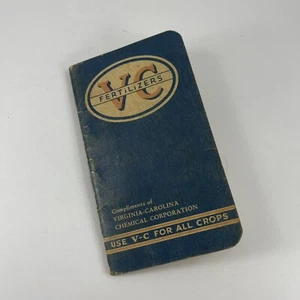 V-C
FERTILIZERS
Compliments of
VIRGINIA-CAROLINA
CHEMICAL CORPORATION
USE V-C FOR ALL CROPS